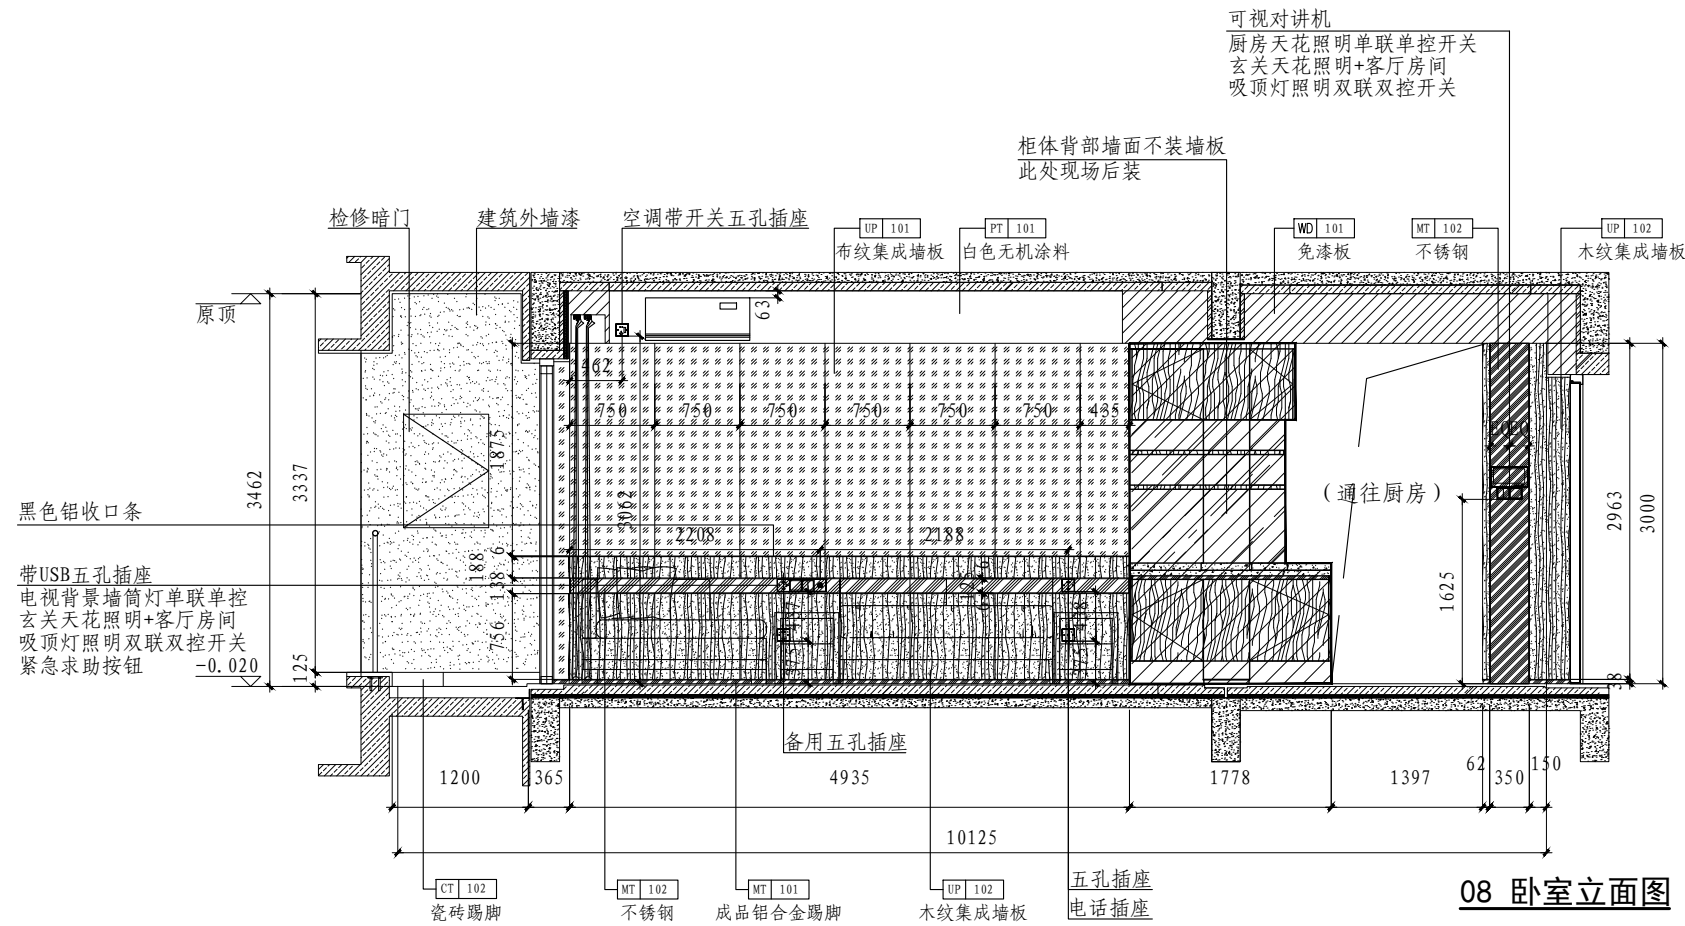 可视对讲机
厨房天花照明单联单控开关
玄关天花照明+客厅房间
吸顶灯照明双联双控开关
柜体背部墙面不装墙板
此处现场后装
检修暗门
建筑外墙漆
空调带开关五孔插座
UP 101
布纹集成墙板
PT 101
白色无机涂料
WD 101
免漆板
MT 102
不锈钢
UP 102
木纹集成墙板
原顶
63
462
750 750 750 750 750 750 435
1875
3462
3337
3062
(通往厨房)
2963
3000
黑色铝收口条
2208
2188
188
6
138
1625
带USB五孔插座
电视背景墙筒灯单联单控
玄关天花照明+客厅房间
吸顶灯照明双联双控开关
紧急求助按钮
-0.020
125
756
38
备用五孔插座
1200 365 4935 1778 1397 62 350 150
10125
CT 102
瓷砖踢脚
MT 102
不锈钢
MT 101
成品铝合金踢脚
UP 102
木纹集成墙板
五孔插座
电话插座
08 卧室立面图